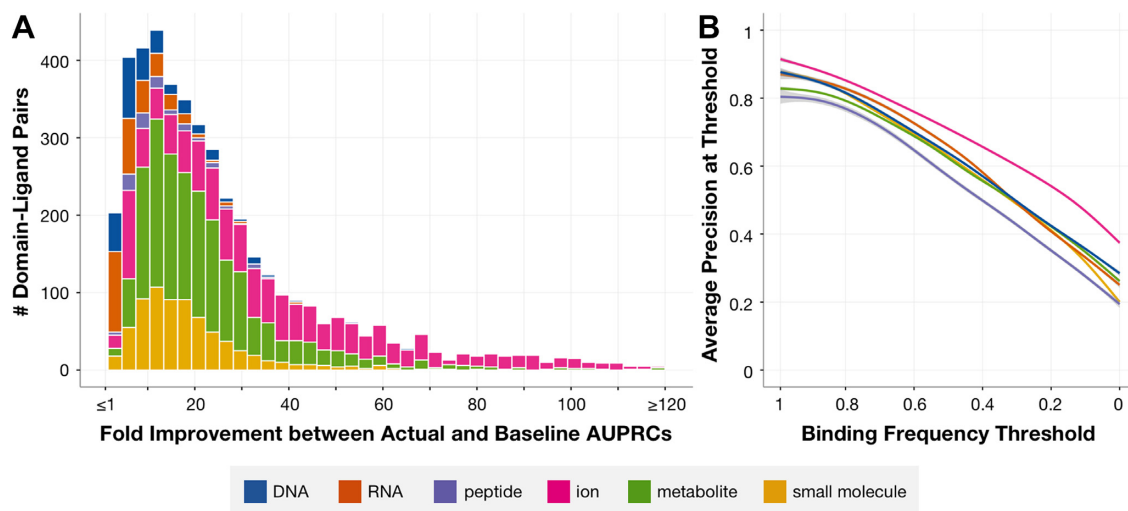 A
# Domain-Ligand Pairs
400
300
200
100
0
≤1 20 40 60 80 100 ≥120
Fold Improvement between Actual and Baseline AUPRCs
B
Average Precision at Threshold
1
0.8
0.6
0.4
0.2
0
1 0.8 0.6 0.4 0.2 0
Binding Frequency Threshold
DNA RNA peptide ion metabolite small molecule